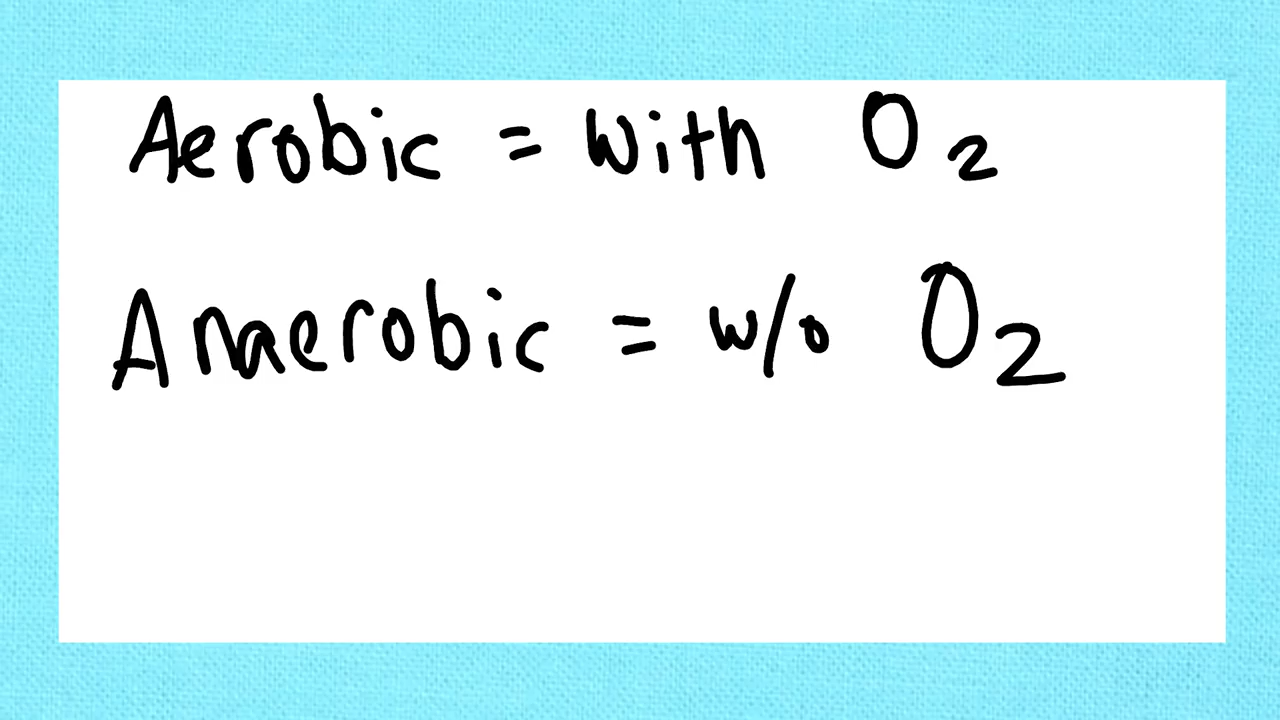 Aerobic = With O2
Anaerobic = w/o O2